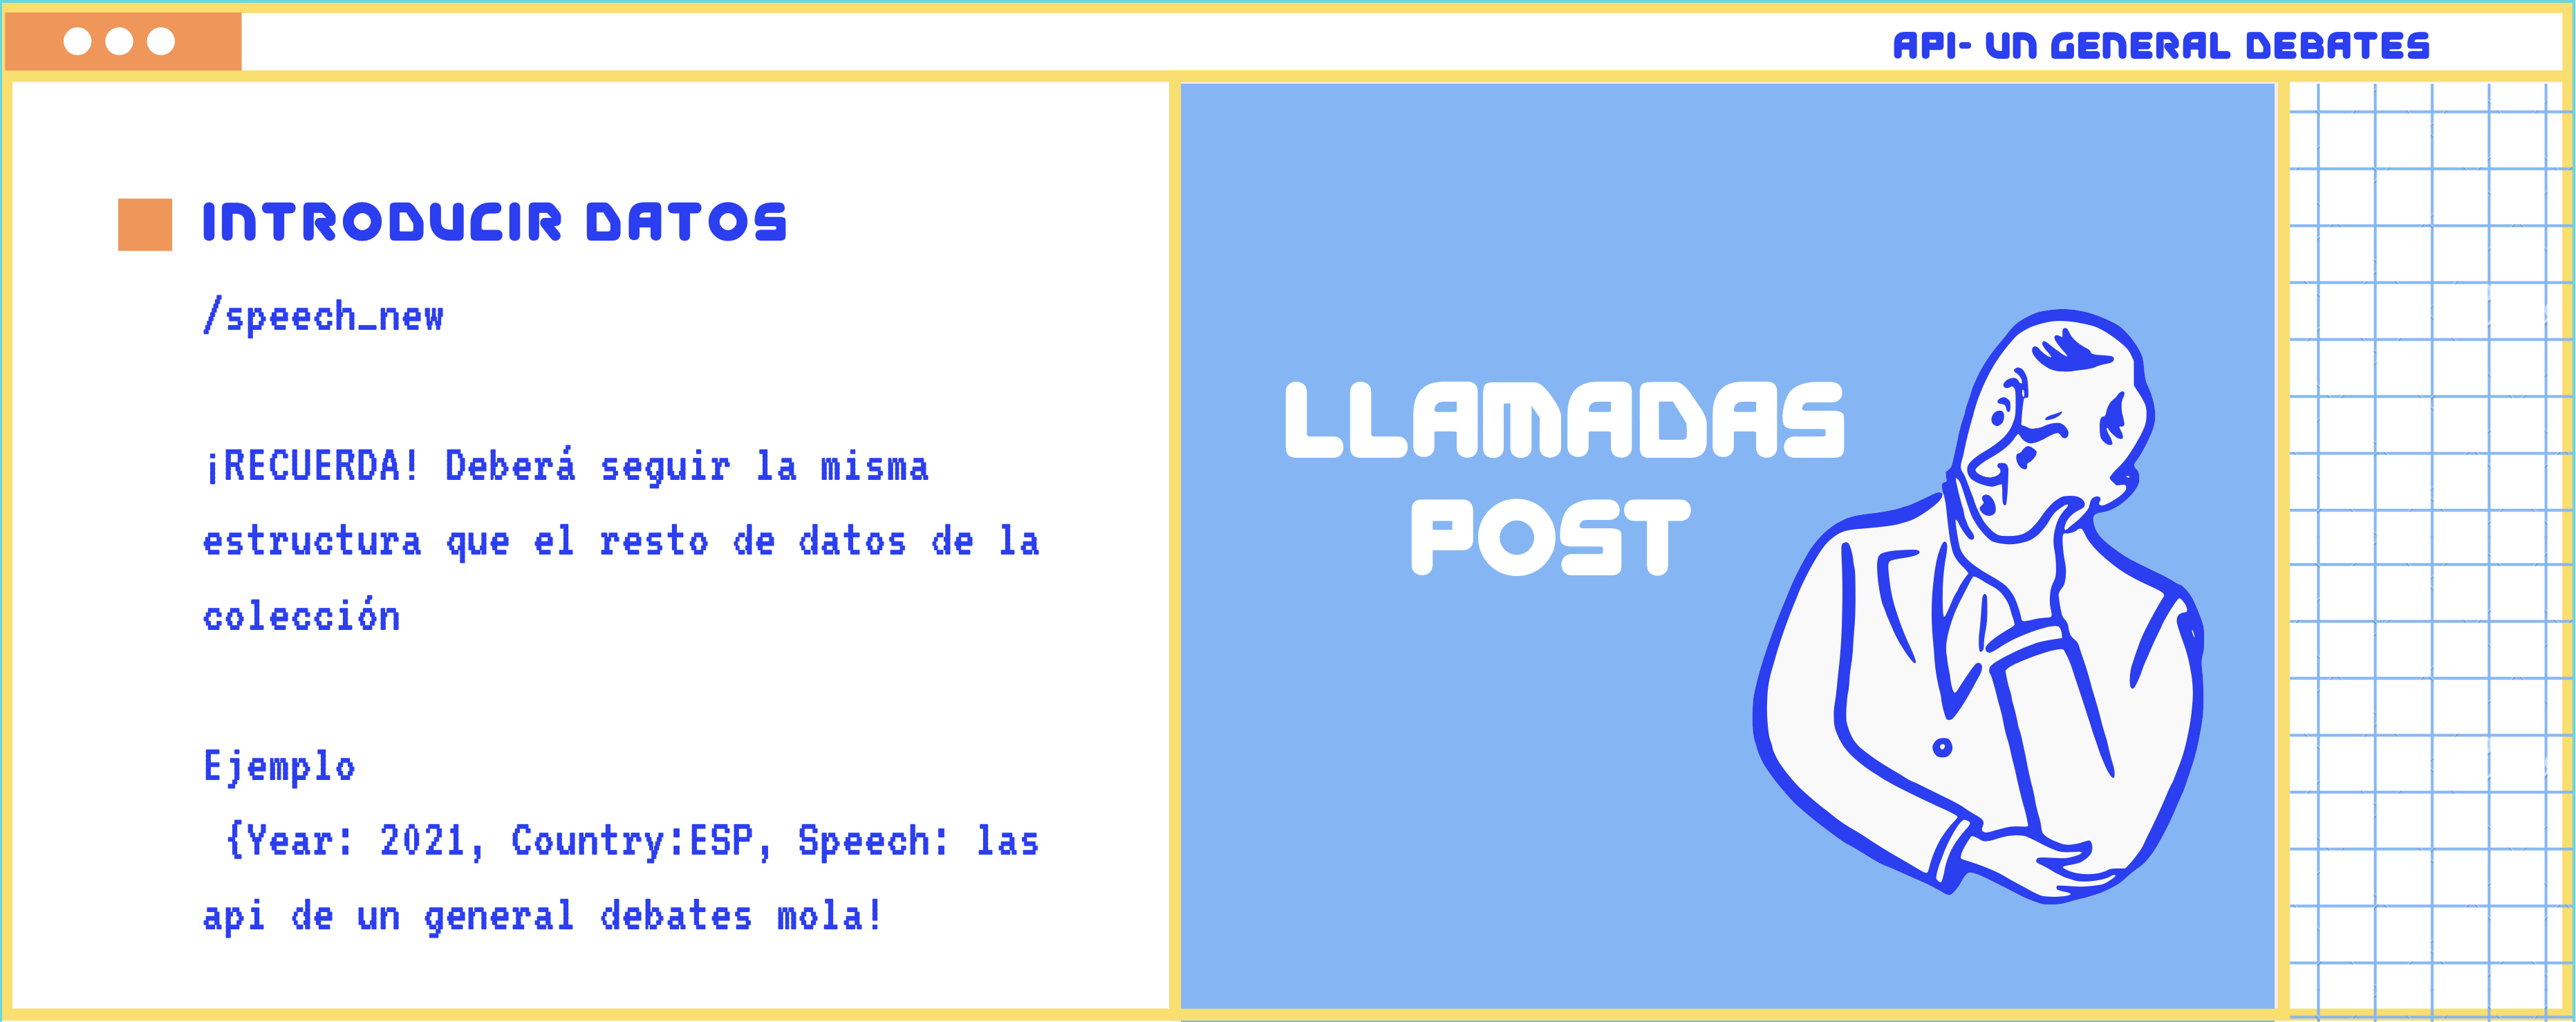 API- UN GENERAL DEBATES
INTRODUCIR DATOS
/speech_new
¡RECUERDA! Deberá seguir la misma
estructura que el resto de datos de la
colección
Ejemplo
{Year: 2021, Country:ESP, Speech: las
api de un general debates mola!
LLAMADAS
POST